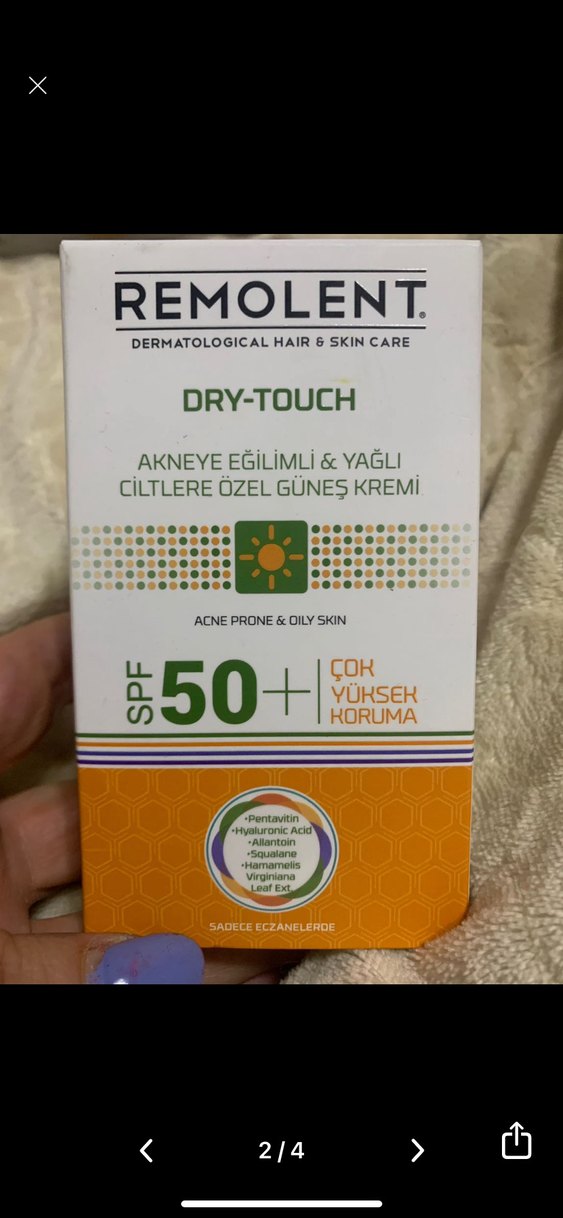 REMOLENT®
DERMATOLOGICAL HAIR & SKIN CARE
DRY-TOUCH
AKNEYE EĞİLİMLİ & YAĞLI
CİLTLERE ÖZEL GÜNEŞ KREMİ
ACNE PRONE & OILY SKIN
SPF 50+
ÇOK
YÜKSEK
KORUMA
•Pentavitin
•Hyaluronic Acid
•Allantoin
•Squalane
•Hamamelis
Virginiana
Leaf Ext.
SADECE ECZANELERDE
2 / 4